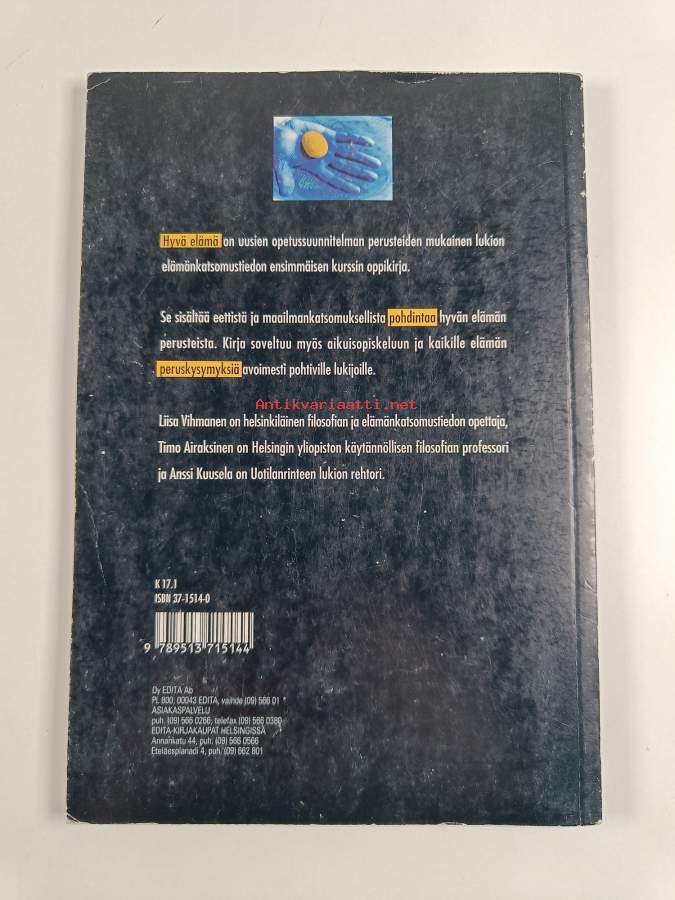 Hyvä elämä on uusien opetussuunnitelman perusteiden mukainen lukion
elämänkatsomustiedon ensimmäisen kurssin oppikirja.
Se sisältää eettistä ja maailmankatsomuksellista pohdintaa hyvän elämän
perusteista. Kirja soveltuu myös aikuisopiskeluun ja kaikille elämän
peruskysymyksiä avoimesti pohtiville lukijoille.
Antikvariaatti.net
Liisa Vihmanen on helsinkiläinen filosofian ja elämänkatsomustiedon opettaja,
Timo Airaksinen on Helsingin yliopiston käytännöllisen filosofian professori
ja Anssi Kuusela on Uotilanrinteen lukion rehtori.
K 17.1
ISBN 37-1514-0
9 789513 715144
Oy EDITA Ab
PL 800, 00043 EDITA, vaihde (09) 566 01
ASIAKASPALVELU
puh. (09) 566 0266, telefax (09) 566 0380
EDITA-KIRJAKAUPAT HELSINGISSÄ
Annankatu 44, puh. (09) 566 0566
Eteläesplanadi 4, puh. (09) 662 801